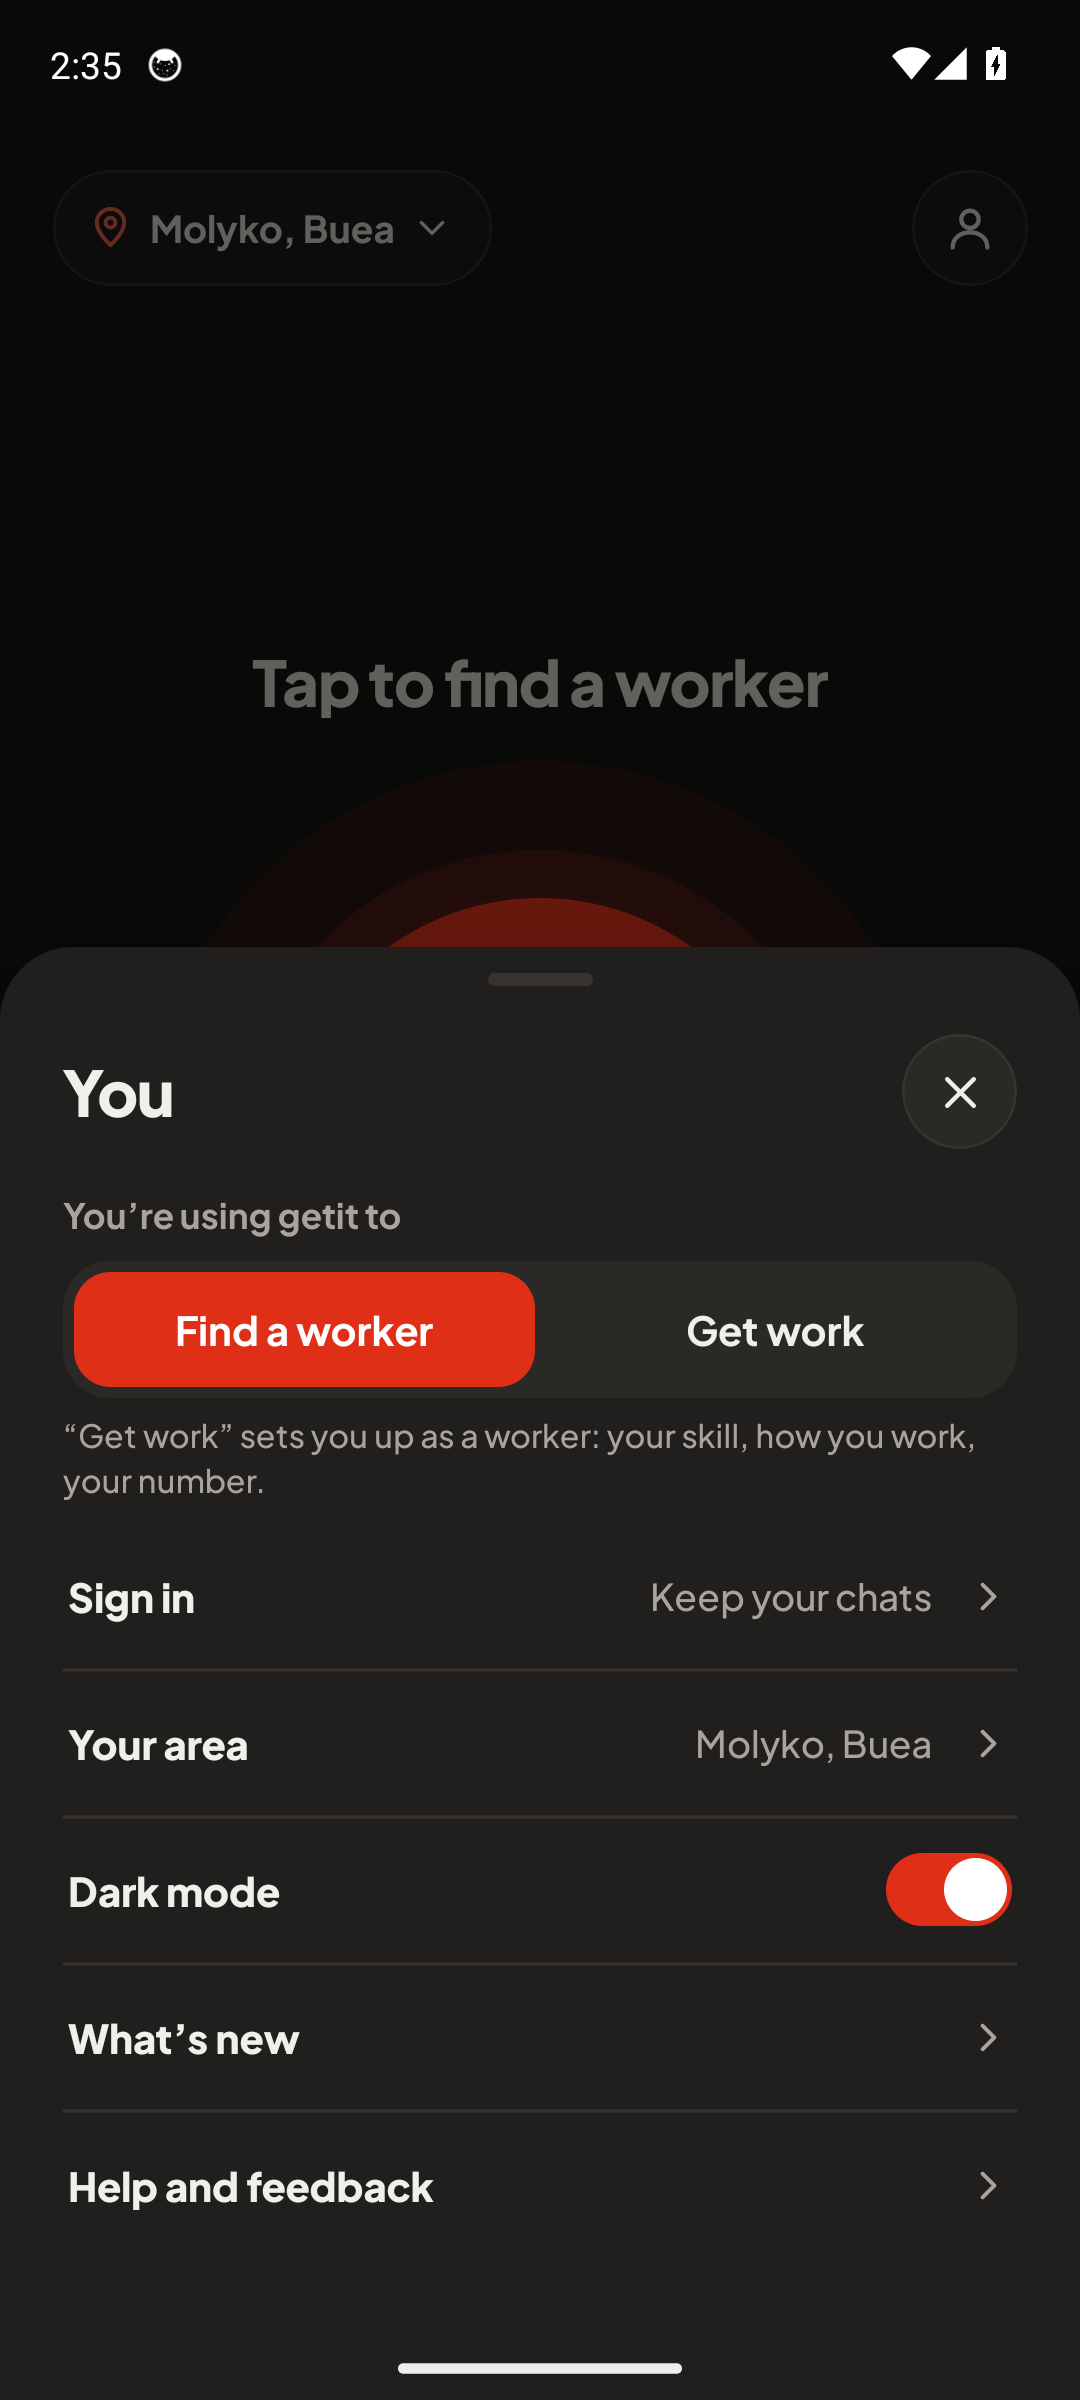 2:35
Molyko, Buea
Tap to find a worker
You
You’re using getit to
Find a worker
Get work
“Get work” sets you up as a worker: your skill, how you work,
your number.
Sign in
Keep your chats
Your area
Molyko, Buea
Dark mode
What’s new
Help and feedback